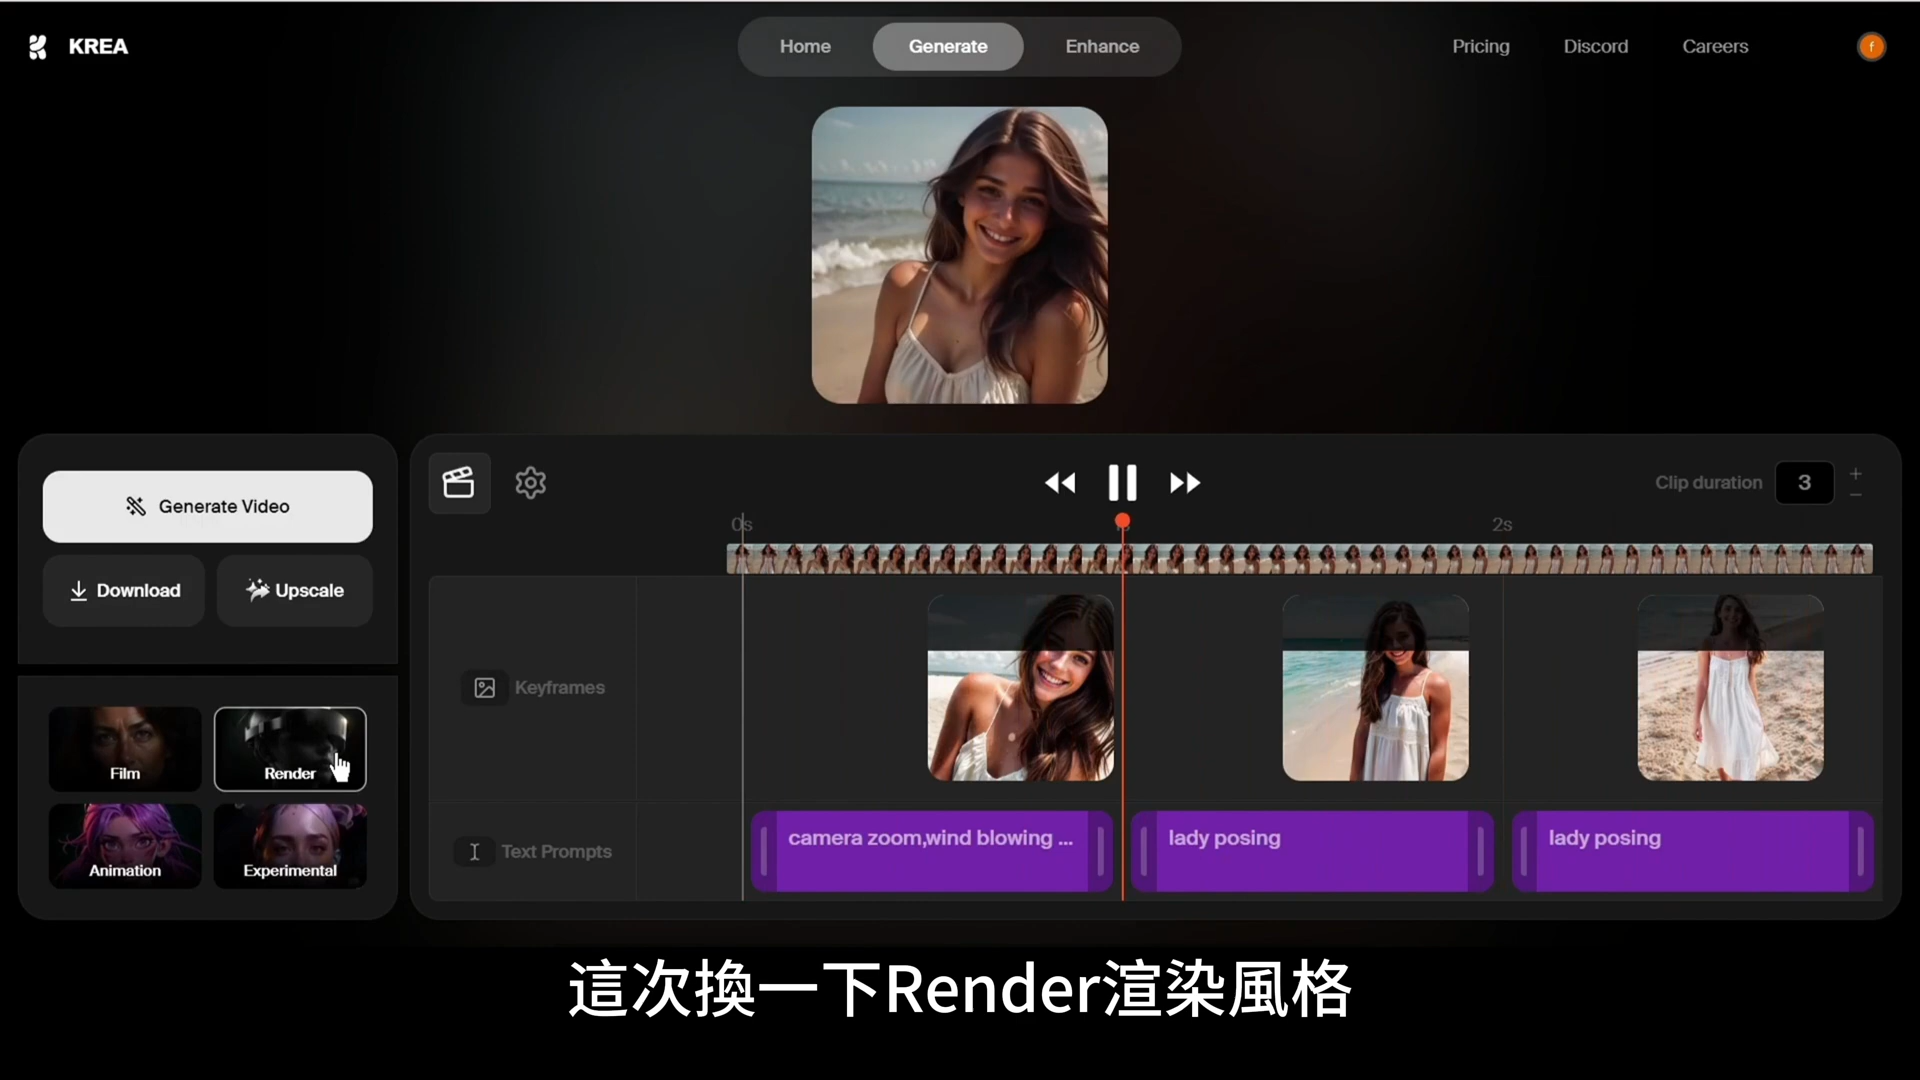 KREA
Home
Generate
Enhance
Pricing
Discord
Careers
f
Generate Video
Download
Upscale
Film
Render
Animation
Experimental
Clip duration
3
0s
2s
Keyframes
Text Prompts
camera zoom,wind blowing ...
lady posing
lady posing
這次換一下Render渲染風格